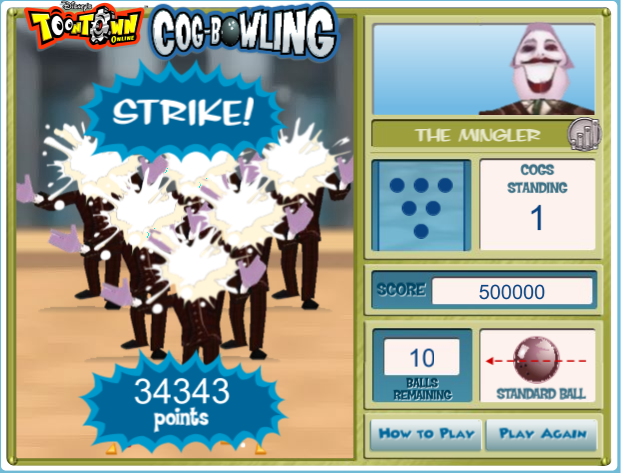 Disney's
TOONTOWN
ONLINE
COG-BOWLING
STRIKE!
34343
points
THE MINGLER
COGS
STANDING
1
SCORE 500000
10
BALLS
REMAINING
STANDARD BALL
HOW TO PLAY
PLAY AGAIN